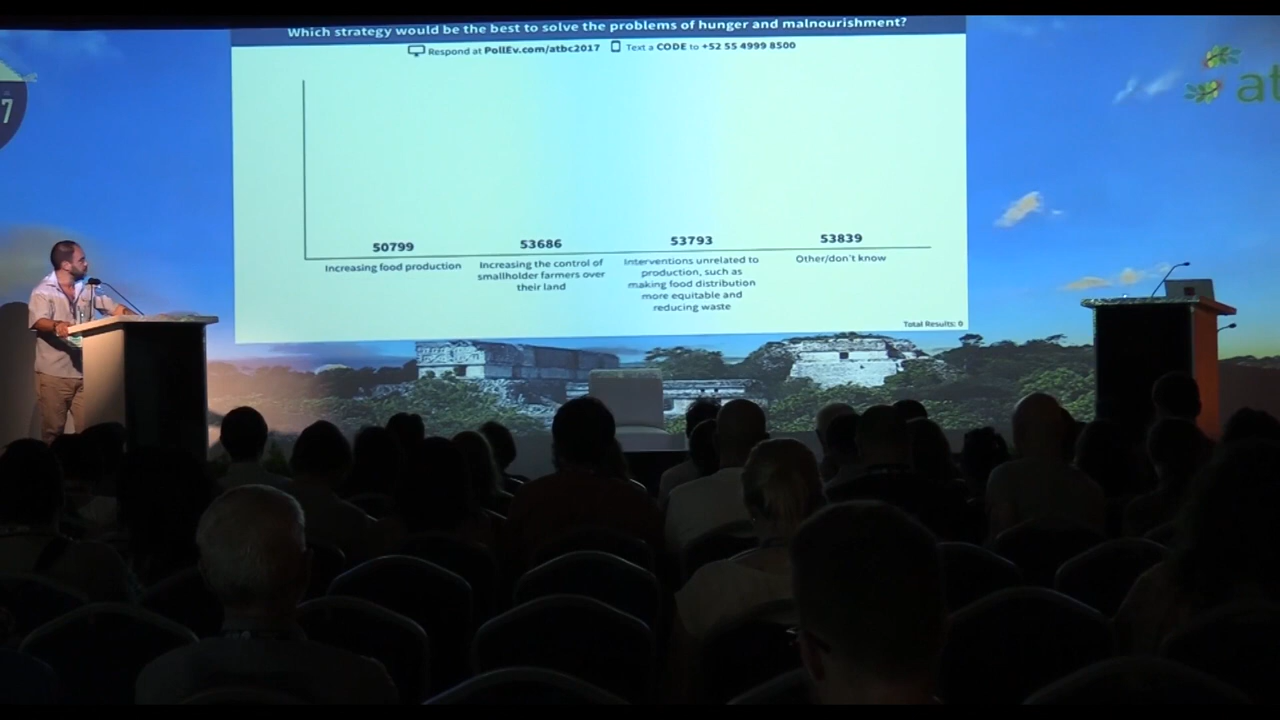 Which strategy would be the best to solve the problems of hunger and malnourishment?
Respond at PollEv.com/atbc2017 Text a CODE to +52 55 4999 8500
50799
Increasing food production
53686
Increasing the control of
smallholder farmers over
their land
53793
Interventions unrelated to
production, such as
making food distribution
more equitable and
reducing waste
53839
Other/don't know
Total Results: 0
7
at